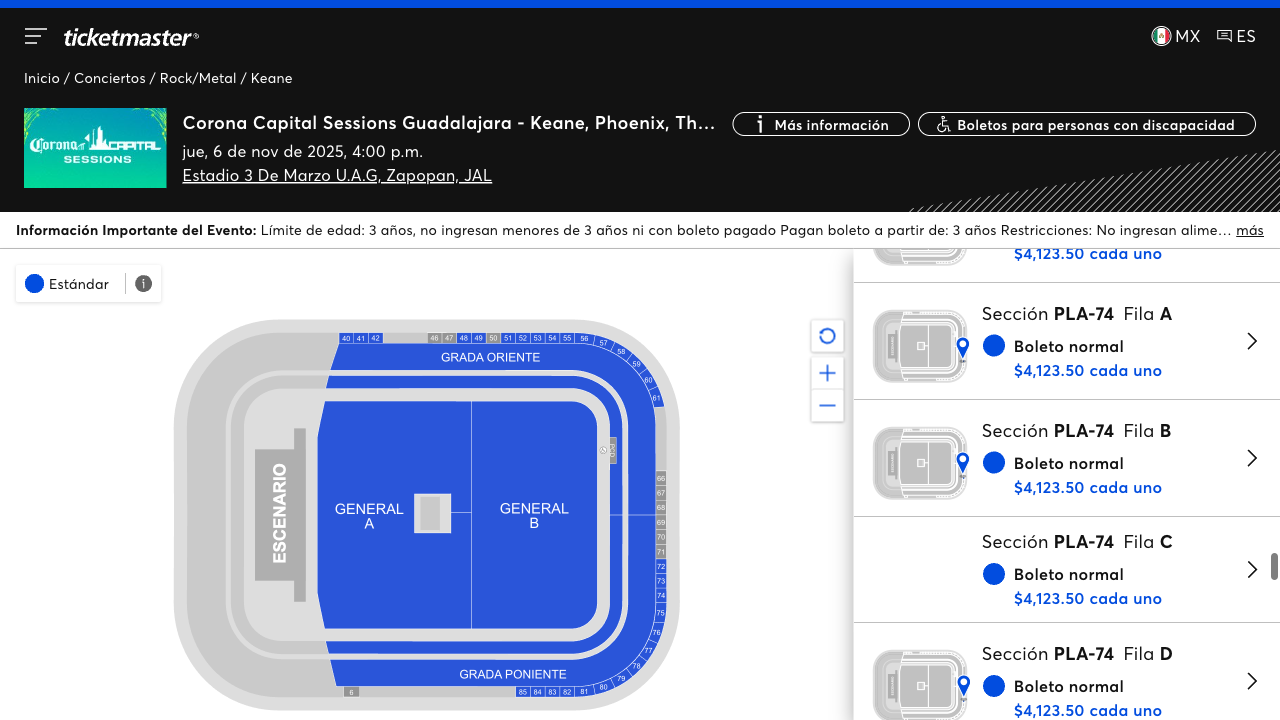 ticketmaster®
MX
ES
Inicio / Conciertos / Rock/Metal / Keane
Corona Capital Sessions Guadalajara - Keane, Phoenix, Th...
Más información
Boletos para personas con discapacidad
jue, 6 de nov de 2025, 4:00 p.m.
Estadio 3 De Marzo U.A.G, Zapopan, JAL
Corona
CAPITAL
SESSIONS
Información Importante del Evento: Límite de edad: 3 años, no ingresan menores de 3 años ni con boleto pagado Pagan boleto a partir de: 3 años Restricciones: No ingresan alime... más
Estándar
40 41 42 46 47 48 49 50 51 52 53 54 55 56 57 58 59 60 61
GRADA ORIENTE
PCD
ESCENARIO
GENERAL
A
GENERAL
B
66
67
68
69
70
71
72
73
74
75
76
77
78
79
80
GRADA PONIENTE
6 85 84 83 82 81
$4,123.50 cada uno
Sección PLA-74 Fila A
Boleto normal
$4,123.50 cada uno
Sección PLA-74 Fila B
Boleto normal
$4,123.50 cada uno
Sección PLA-74 Fila C
Boleto normal
$4,123.50 cada uno
Sección PLA-74 Fila D
Boleto normal
$4,123.50 cada uno